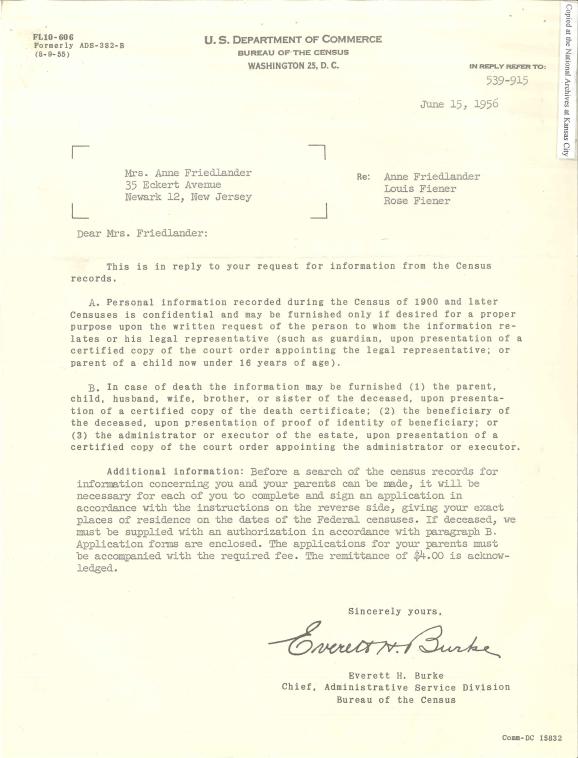 FL10-606
Formerly ADS-382-B
(8-9-55)
U. S. DEPARTMENT OF COMMERCE
BUREAU OF THE CENSUS
WASHINGTON 25, D. C.
IN REPLY REFER TO:
539-915
June 15, 1956
Copied at the National Archives at Kansas City
Mrs. Anne Friedlander
35 Eckert Avenue
Newark 12, New Jersey
Re: Anne Friedlander
Louis Fiener
Rose Fiener
Dear Mrs. Friedlander:
This is in reply to your request for information from the Census
records.
A. Personal information recorded during the Census of 1900 and later
Censuses is confidential and may be furnished only if desired for a proper
purpose upon the written request of the person to whom the information re-
lates or his legal representative (such as guardian, upon presentation of a
certified copy of the court order appointing the legal representative; or
parent of a child now under 16 years of age).
B. In case of death the information may be furnished (1) the parent,
child, husband, wife, brother, or sister of the deceased, upon presenta-
tion of a certified copy of the death certificate; (2) the beneficiary of
the deceased, upon presentation of proof of identity of beneficiary; or
(3) the administrator or executor of the estate, upon presentation of a
certified copy of the court order appointing the administrator or executor.
Additional information: Before a search of the census records for
information concerning you and your parents can be made, it will be
necessary for each of you to complete and sign an application in
accordance with the instructions on the reverse side, giving your exact
places of residence on the dates of the Federal censuses. If deceased, we
must be supplied with an authorization in accordance with paragraph B.
Application forms are enclosed. The applications for your parents must
be accompanied with the required fee. The remittance of $4.00 is acknow-
ledged.
Sincerely yours,
Everett H. Burke
Everett H. Burke
Chief, Administrative Service Division
Bureau of the Census
Comm-DC 15832